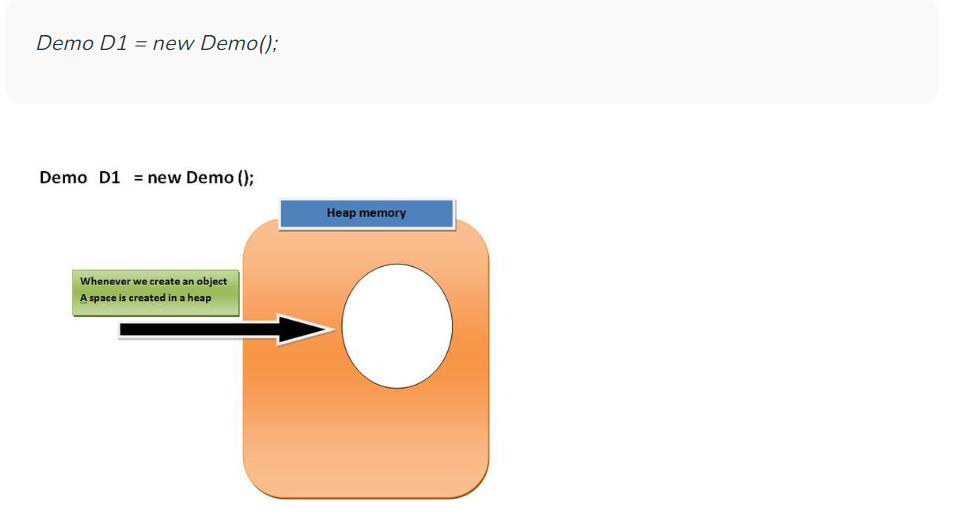 Demo D1 = new Demo();
Demo D1 = new Demo ();
Heap memory
Whenever we create an object
A space is created in a heap